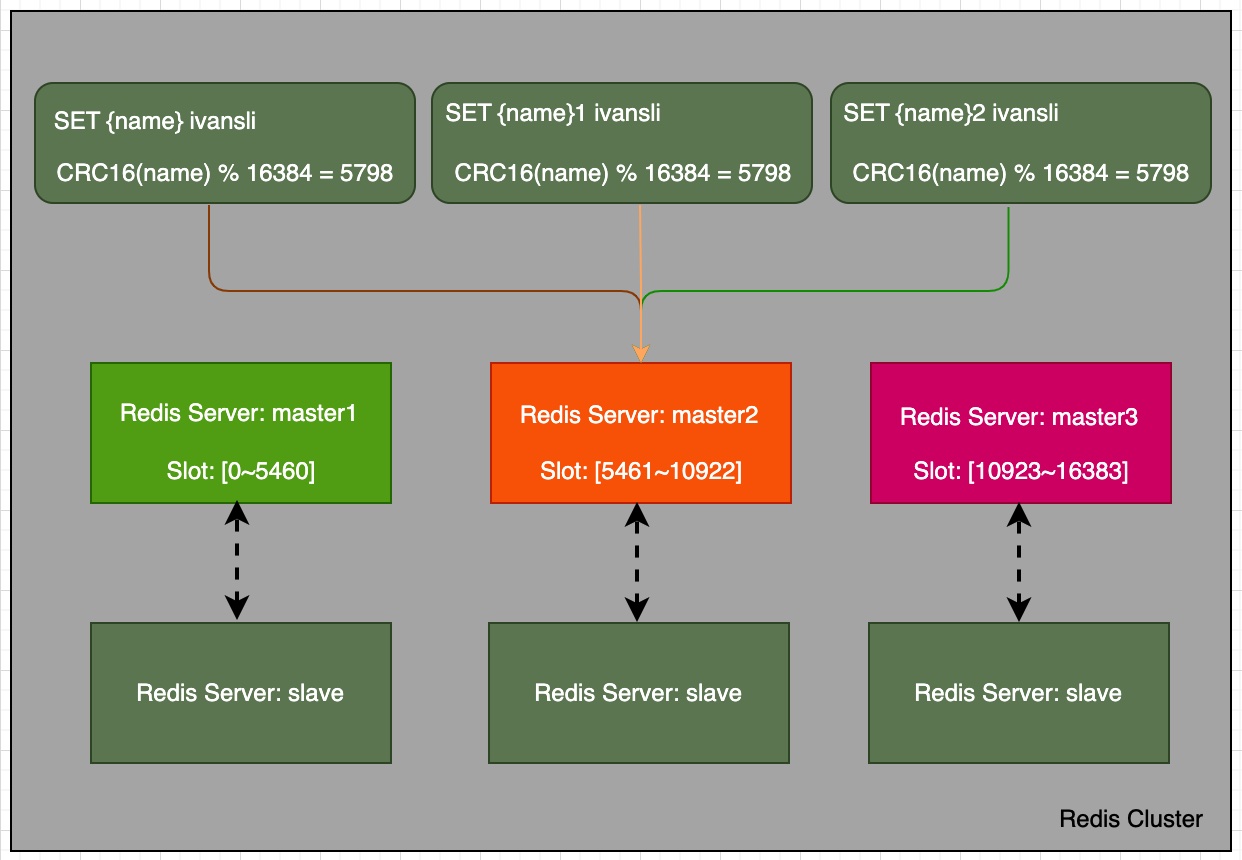 SET {name} ivansli
CRC16(name) % 16384 = 5798
SET {name}1 ivansli
CRC16(name) % 16384 = 5798
SET {name}2 ivansli
CRC16(name) % 16384 = 5798
Redis Server: master1
Slot: [0~5460]
Redis Server: master2
Slot: [5461~10922]
Redis Server: master3
Slot: [10923~16383]
Redis Server: slave
Redis Server: slave
Redis Server: slave
Redis Cluster